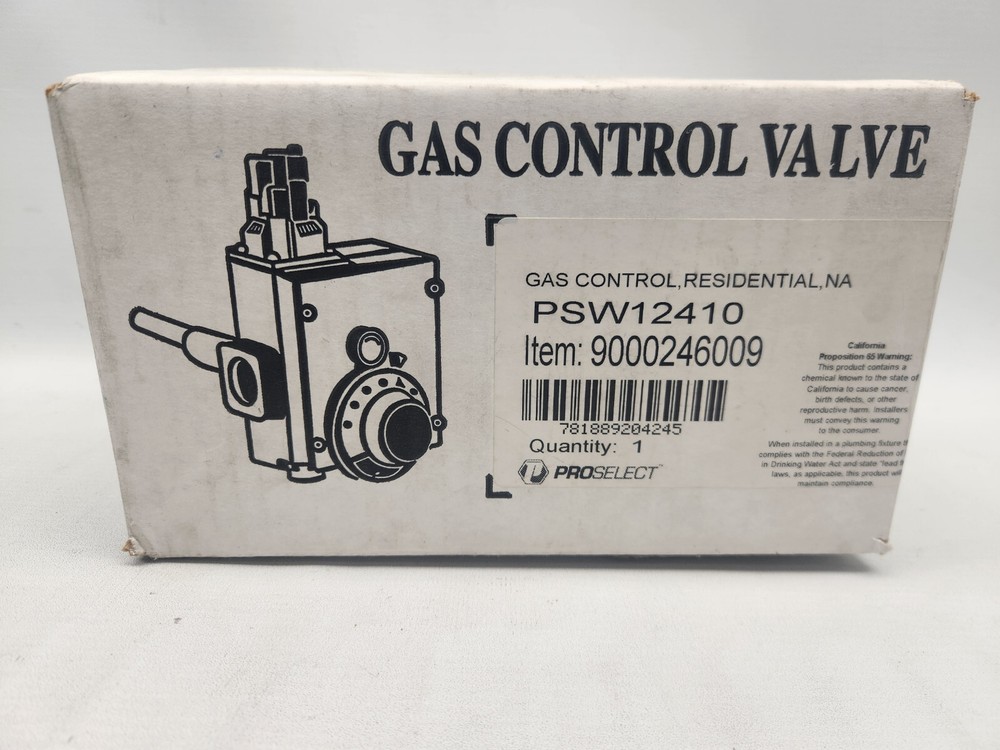 GAS CONTROL VALVE
GAS CONTROL,RESIDENTIAL,NA
PSW12410
Item: 9000246009
781889204245
Quantity: 1
PROSELECT™
California
Proposition 65 Warning:
This product contains a
chemical known to the state of
California to cause cancer,
birth defects, or other
reproductive harm. Installers
must convey this warning
to the consumer.
When installed in a plumbing fixture
complies with the Federal Reduction of
in Drinking Water Act and state "lead
laws, as applicable, this product will
maintain compliance.